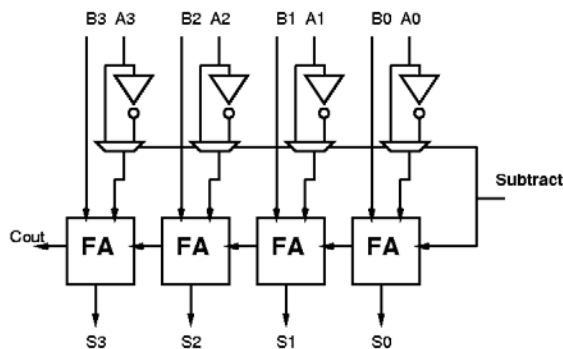 B3 A3 B2 A2 B1 A1 B0 A0
Subtract
Cout FA FA FA FA
S3 S2 S1 S0